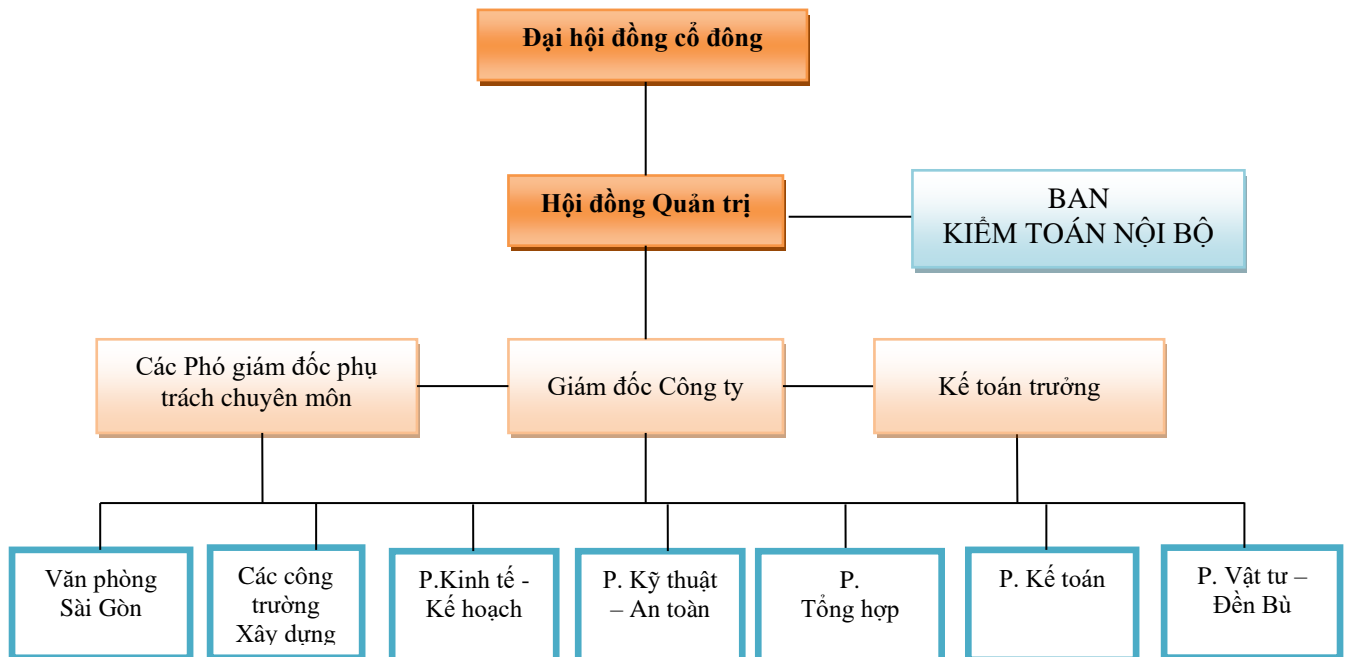 Đại hội đồng cổ đông
Hội đồng Quản trị
BAN
KIỂM TOÁN NỘI BỘ
Các Phó giám đốc phụ
trách chuyên môn
Giám đốc Công ty
Kế toán trưởng
Văn phòng
Sài Gòn
Các công
trường
Xây dựng
P.Kinh tế -
Kế hoạch
P. Kỹ thuật
– An toàn
P.
Tổng hợp
P. Kế toán
P. Vật tư –
Đền Bù